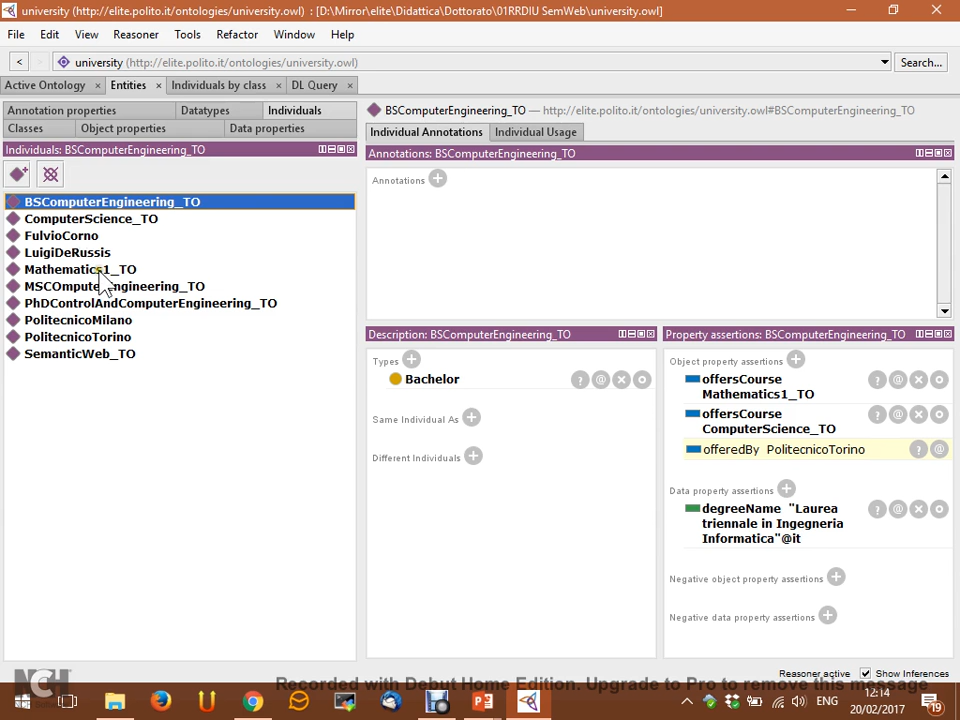 university (http://elite.polito.it/ontologies/university.owl) : [D:\Mirror\elite\Didattica\Dottorato\01RRDIU SemWeb\university.owl]
File Edit View Reasoner Tools Refactor Window Help
< university (http://elite.polito.it/ontologies/university.owl) Search...
Active Ontology × Entities × Individuals by class × DL Query ×
Annotation properties Datatypes Individuals
Classes Object properties Data properties
Individuals: BSComputerEngineering_TO
BSComputerEngineering_TO
ComputerScience_TO
FulvioCorno
LuigiDeRussis
Mathematics1_TO
MSCOmputerEngineering_TO
PhDControlAndComputerEngineering_TO
PolitecnicoMilano
PolitecnicoTorino
SemanticWeb_TO
BSComputerEngineering_TO — http://elite.polito.it/ontologies/university.owl#BSComputerEngineering_TO
Individual Annotations Individual Usage
Annotations: BSComputerEngineering_TO
Annotations
Description: BSComputerEngineering_TO
Types
Bachelor
Same Individual As
Different Individuals
Property assertions: BSComputerEngineering_TO
Object property assertions
offersCourse
Mathematics1_TO
offersCourse
ComputerScience_TO
offeredBy PolitecnicoTorino
Data property assertions
degreeName "Laurea
triennale in Ingegneria
Informatica"@it
Negative object property assertions
Negative data property assertions
Reasoner active Show Inferences
NCH
Recorded with Debut Home Edition. Upgrade to Pro to remove this message
ENG
12:14
20/02/2017
19